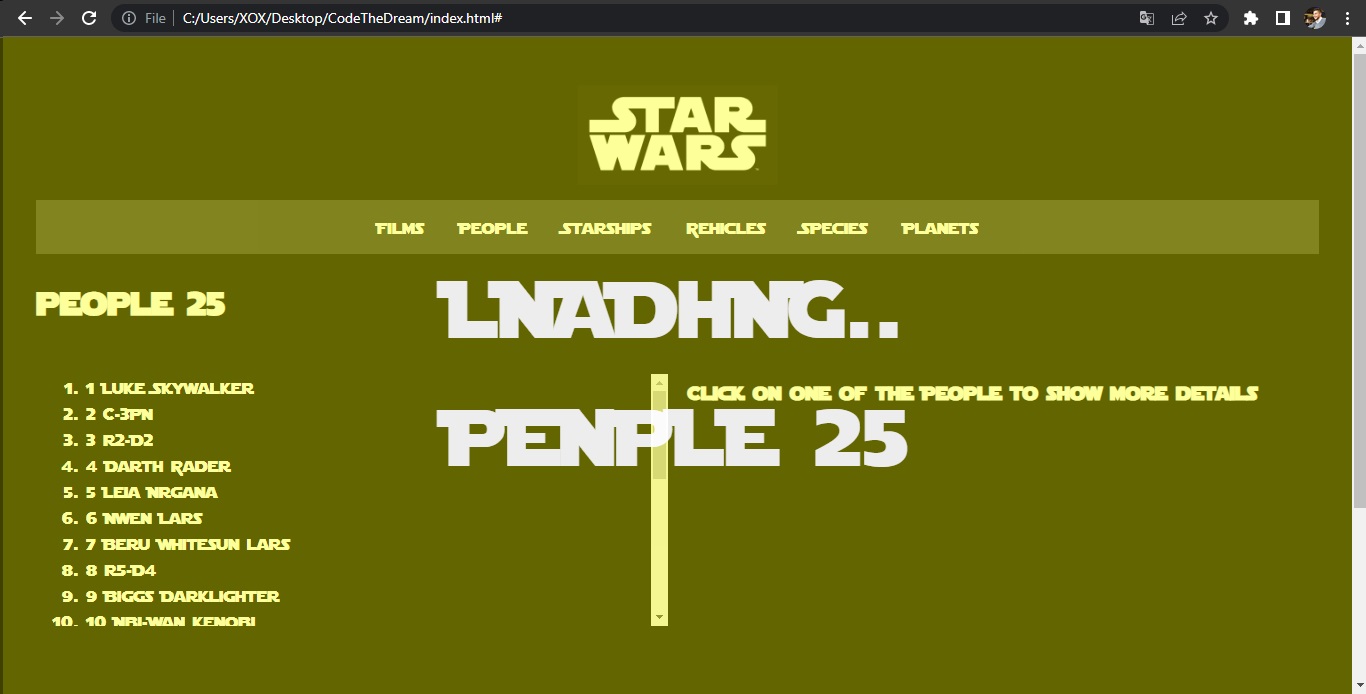 File C:/Users/XOX/Desktop/CodeTheDream/index.html#
STAR
WARS™
Films People Starships Rehicles Species Planets
People 25
LNADHNG..
1. 1 Luke Skywalker
2. 2 C-3PN
3. 3 R2-D2
4. 4 Darth Rader
5. 5 Leia Nrgana
6. 6 Nwen Lars
7. 7 Beru Whitesun lars
8. 8 R5-D4
9. 9 Biggs Darklighter
10. 10 Nbi-Wan Kenobi
Click on one of the People to show more details
PENPLE 25